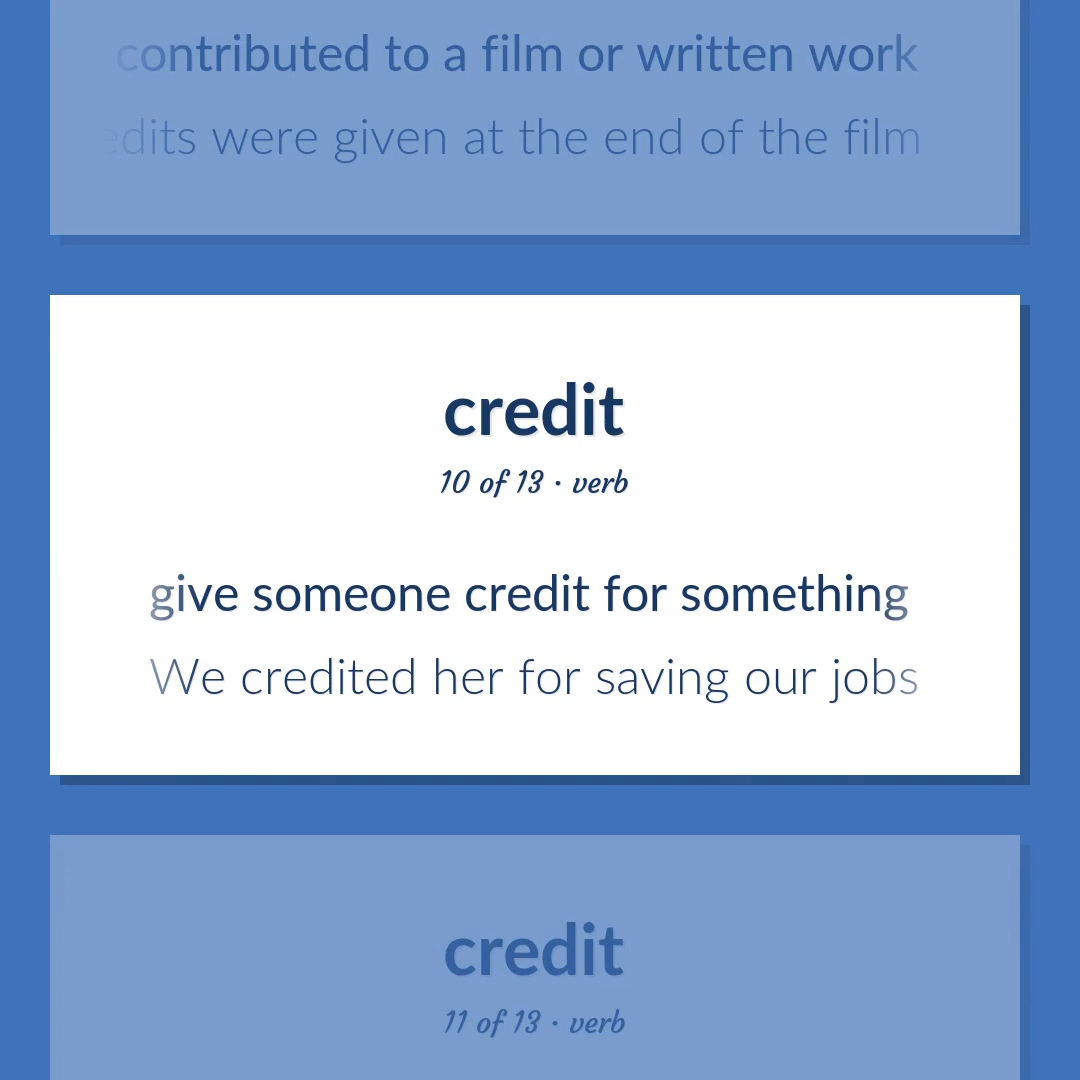 contributed to a film or written work
edits were given at the end of the film
credit
10 of 13 · verb
give someone credit for something
We credited her for saving our jobs
credit
11 of 13 · verb